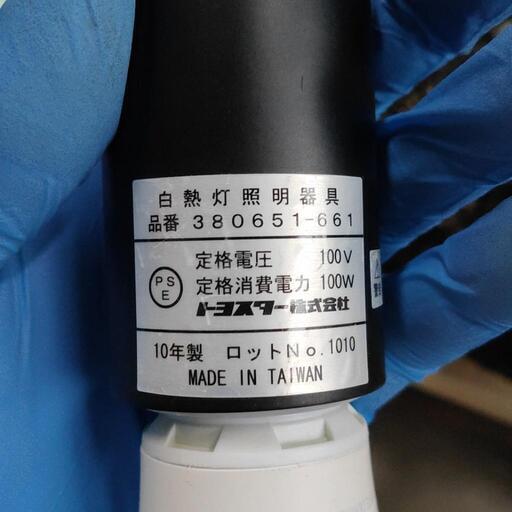 白熱灯照明器具
品番 380651-661
定格電圧 100V
PSE 定格消費電力 100W
トヨスター株式会社
10年製 ロットNo.1010
MADE IN TAIWAN